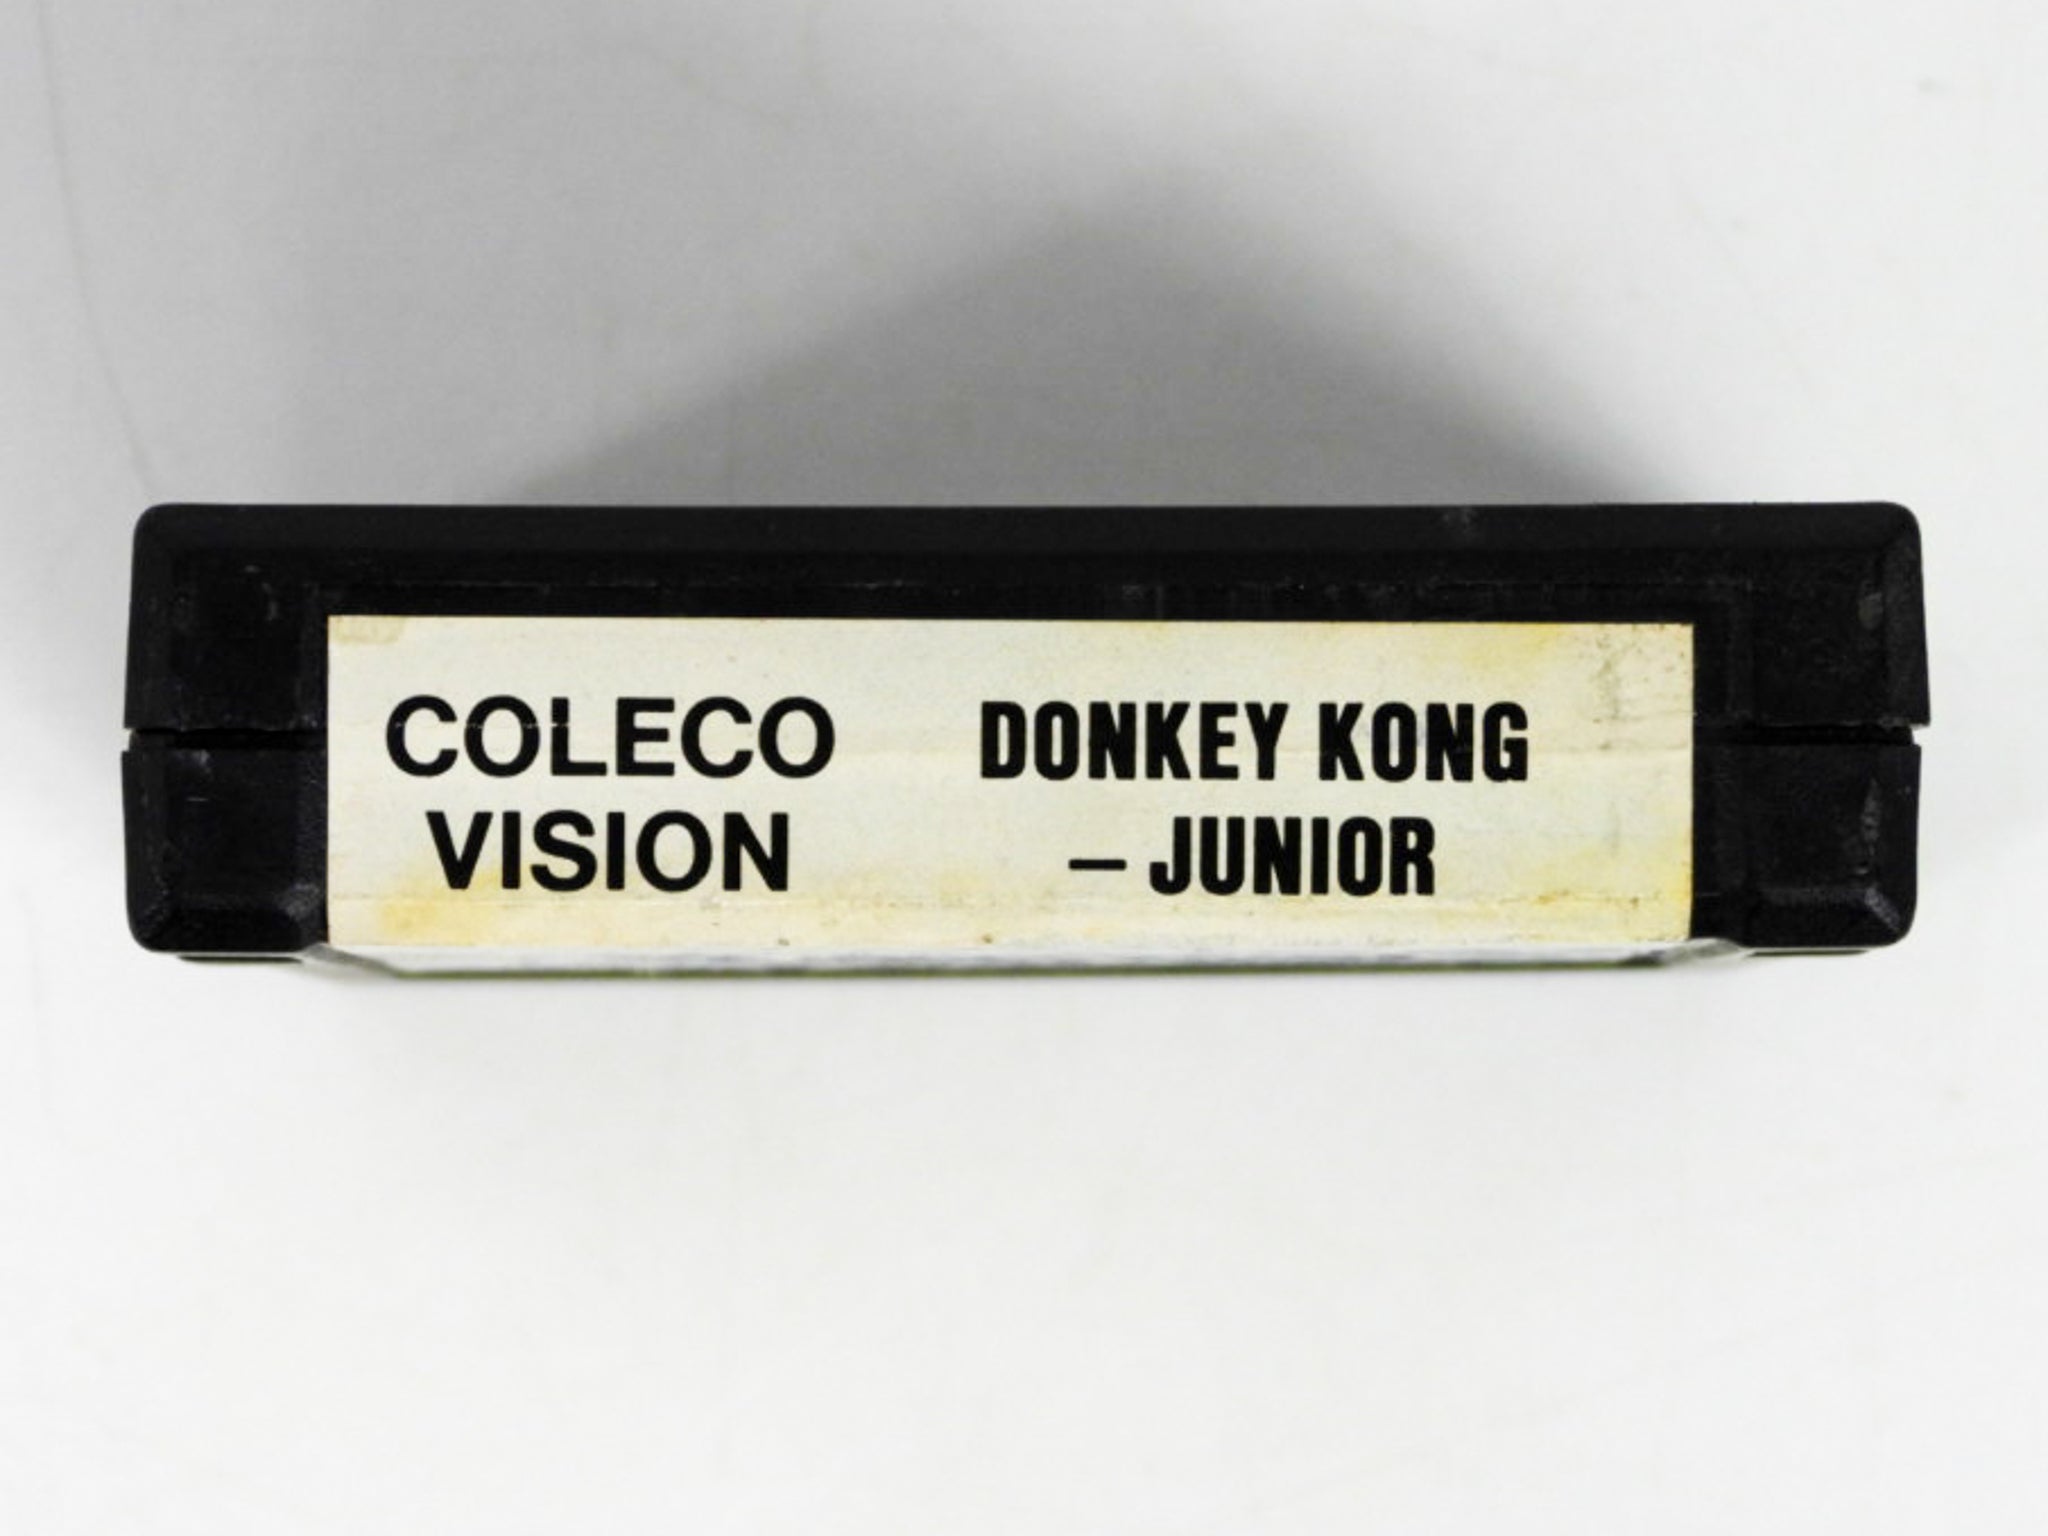 COLECO
VISION
DONKEY KONG
– JUNIOR